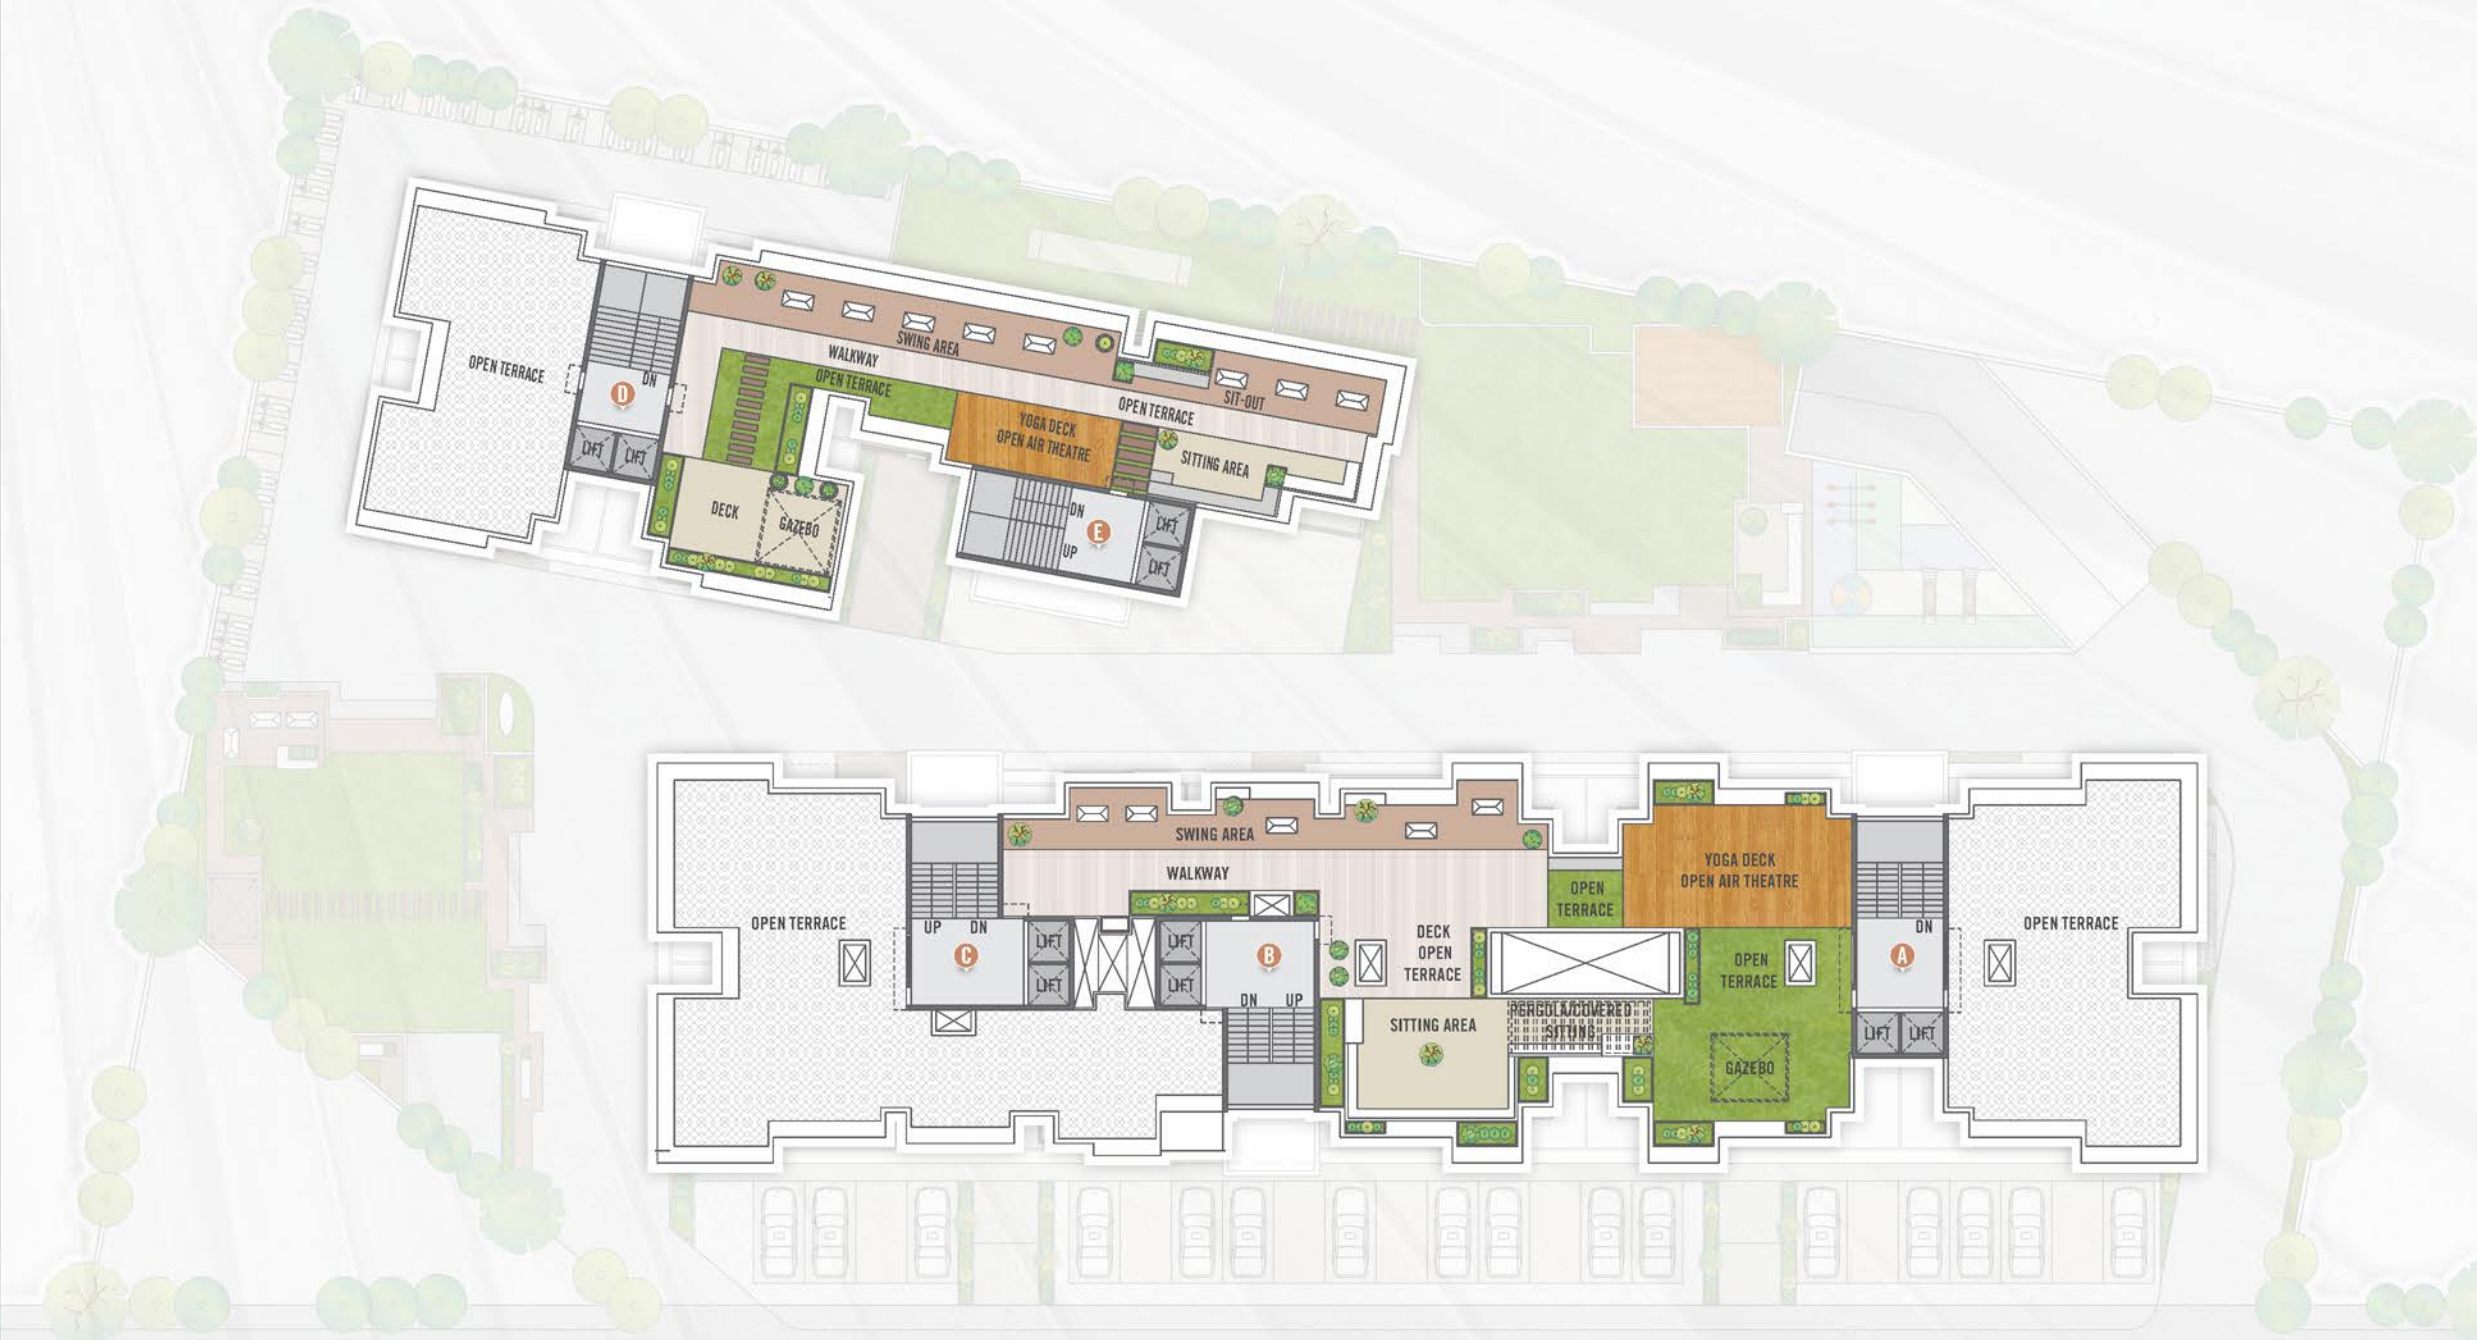 OPEN TERRACE
DN
D
LIFT
LIFT
SWING AREA
WALKWAY
OPEN TERRACE
DECK
GAZEBO
YOGA DECK
OPEN AIR THEATRE
OPEN TERRACE
SIT-OUT
SITTING AREA
DN
UP
E
LIFT
LIFT
OPEN TERRACE
UP
DN
C
LIFT
LIFT
SWING AREA
WALKWAY
LIFT
LIFT
B
DN
UP
DECK
OPEN
TERRACE
SITTING AREA
PERGOLA/COVERED
SITTING
OPEN
TERRACE
YOGA DECK
OPEN AIR THEATRE
OPEN
TERRACE
GAZEBO
DN
A
LIFT
LIFT
OPEN TERRACE